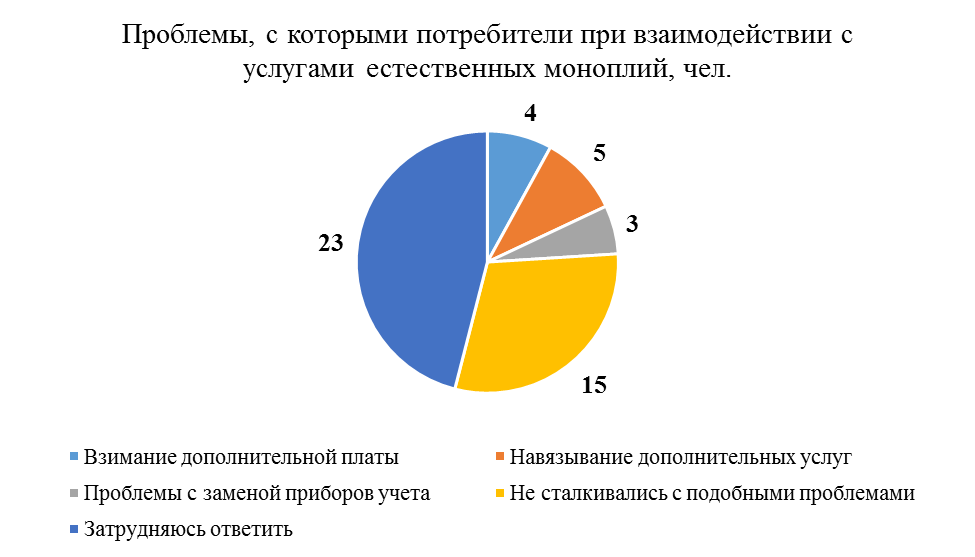 Проблемы, с которыми потребители при взаимодействии с
услугами естественных моноплий, чел.
4
5
3
23
15
Взимание дополнительной платы
Навязывание дополнительных услуг
Проблемы с заменой приборов учета
Не сталкивались с подобными проблемами
Затрудняюсь ответить